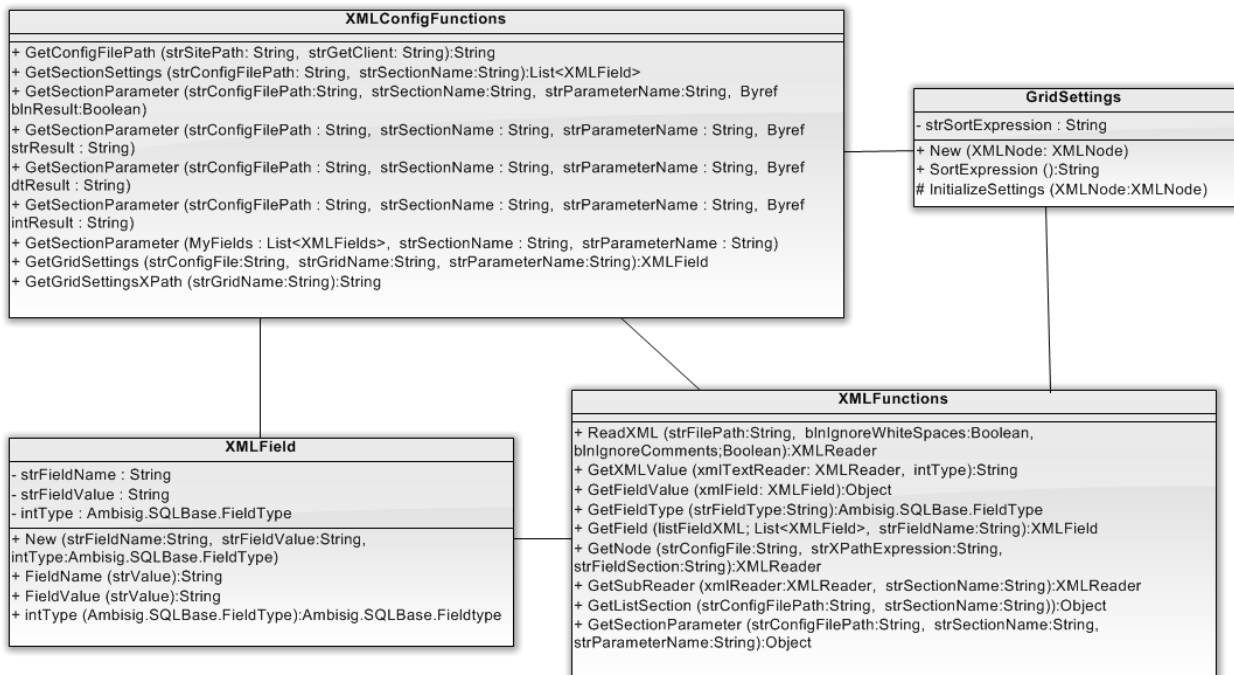 XMLConfigFunctions
+ GetConfigFilePath (strSitePath: String, strGetClient: String):String
+ GetSectionSettings (strConfigFilePath: String, strSectionName:String):List<XMLField>
+ GetSectionParameter (strConfigFilePath:String, strSectionName:String, strParameterName:String, Byref
blnResult:Boolean)
+ GetSectionParameter (strConfigFilePath : String, strSectionName : String, strParameterName : String, Byref
strResult : String)
+ GetSectionParameter (strConfigFilePath : String, strSectionName : String, strParameterName : String, Byref
dtResult : String)
+ GetSectionParameter (strConfigFilePath : String, strSectionName : String, strParameterName : String, Byref
intResult : String)
+ GetSectionParameter (MyFields : List<XMLFields>, strSectionName : String, strParameterName : String)
+ GetGridSettings (strConfigFile:String, strGridName:String, strParameterName:String):XMLField
+ GetGridSettingsXPath (strGridName:String):String
GridSettings
- strSortExpression : String
+ New (XMLNode: XMLNode)
+ SortExpression ():String
# InitializeSettings (XMLNode:XMLNode)
XMLField
- strFieldName : String
- strFieldValue : String
- intType : Ambisig.SQLBase.FieldType
+ New (strFieldName:String, strFieldValue:String,
intType:Ambisig.SQLBase.FieldType)
+ FieldName (strValue):String
+ FieldValue (strValue):String
+ intType (Ambisig.SQLBase.FieldType):Ambisig.SQLBase.Fieldtype
XMLFunctions
+ ReadXML (strFilePath:String, blnIgnoreWhiteSpaces:Boolean,
blnIgnoreComments;Boolean):XMLReader
+ GetXMLValue (xmlTextReader: XMLReader, intType):String
+ GetFieldValue (xmlField: XMLField):Object
+ GetFieldType (strFieldType:String):Ambisig.SQLBase.FieldType
+ GetField (listFieldXML; List<XMLField>, strFieldName:String):XMLField
+ GetNode (strConfigFile:String, strXPathExpression:String,
strFieldSection:String):XMLReader
+ GetSubReader (xmlReader:XMLReader, strSectionName:String):XMLReader
+ GetListSection (strConfigFilePath:String, strSectionName:String)):Object
+ GetSectionParameter (strConfigFilePath:String, strSectionName:String,
strParameterName:String):Object